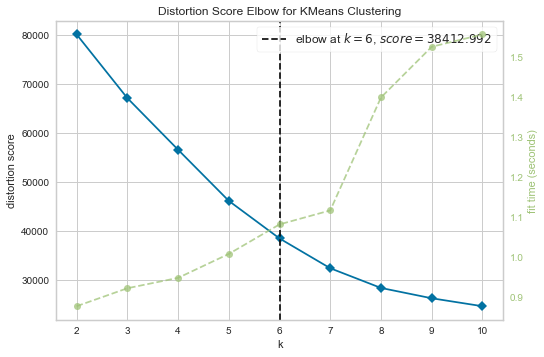 Distortion Score Elbow for KMeans Clustering
elbow at k = 6, score = 38412.992
distortion score
80000
70000
60000
50000
40000
30000
fit time (seconds)
1.5
1.4
1.3
1.2
1.1
1.0
0.9
2 3 4 5 6 7 8 9 10
k